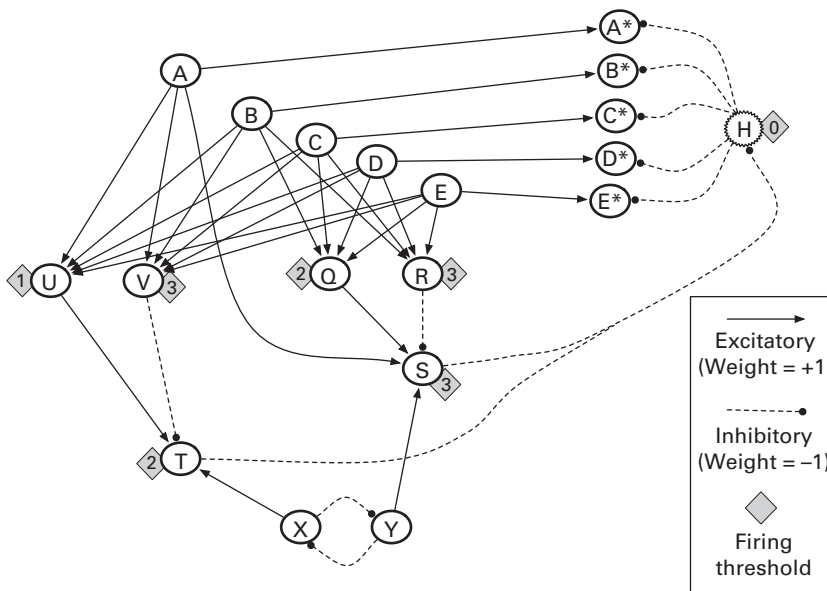 A
B
C
D
E
A*
B*
C*
D*
E*
H
0
1
U
V
3
2
Q
R
3
S
3
2
T
X
Y
Excitatory
(Weight = +1
Inhibitory
(Weight = –1)
Firing
threshold